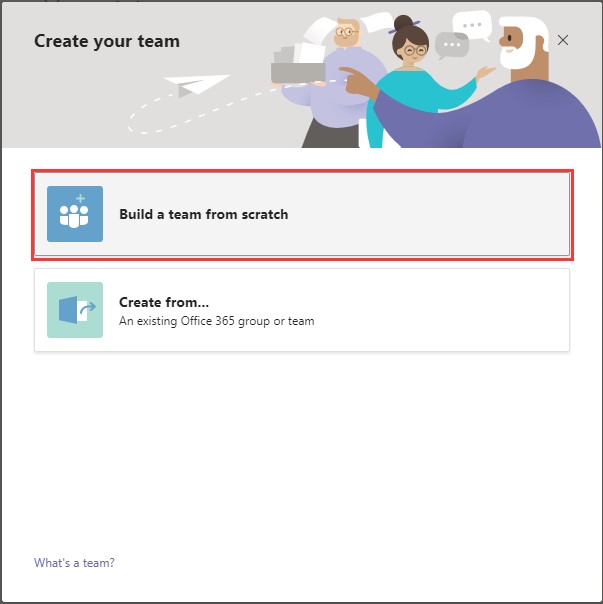 Create your team
Build a team from scratch
Create from...
An existing Office 365 group or team
What's a team?